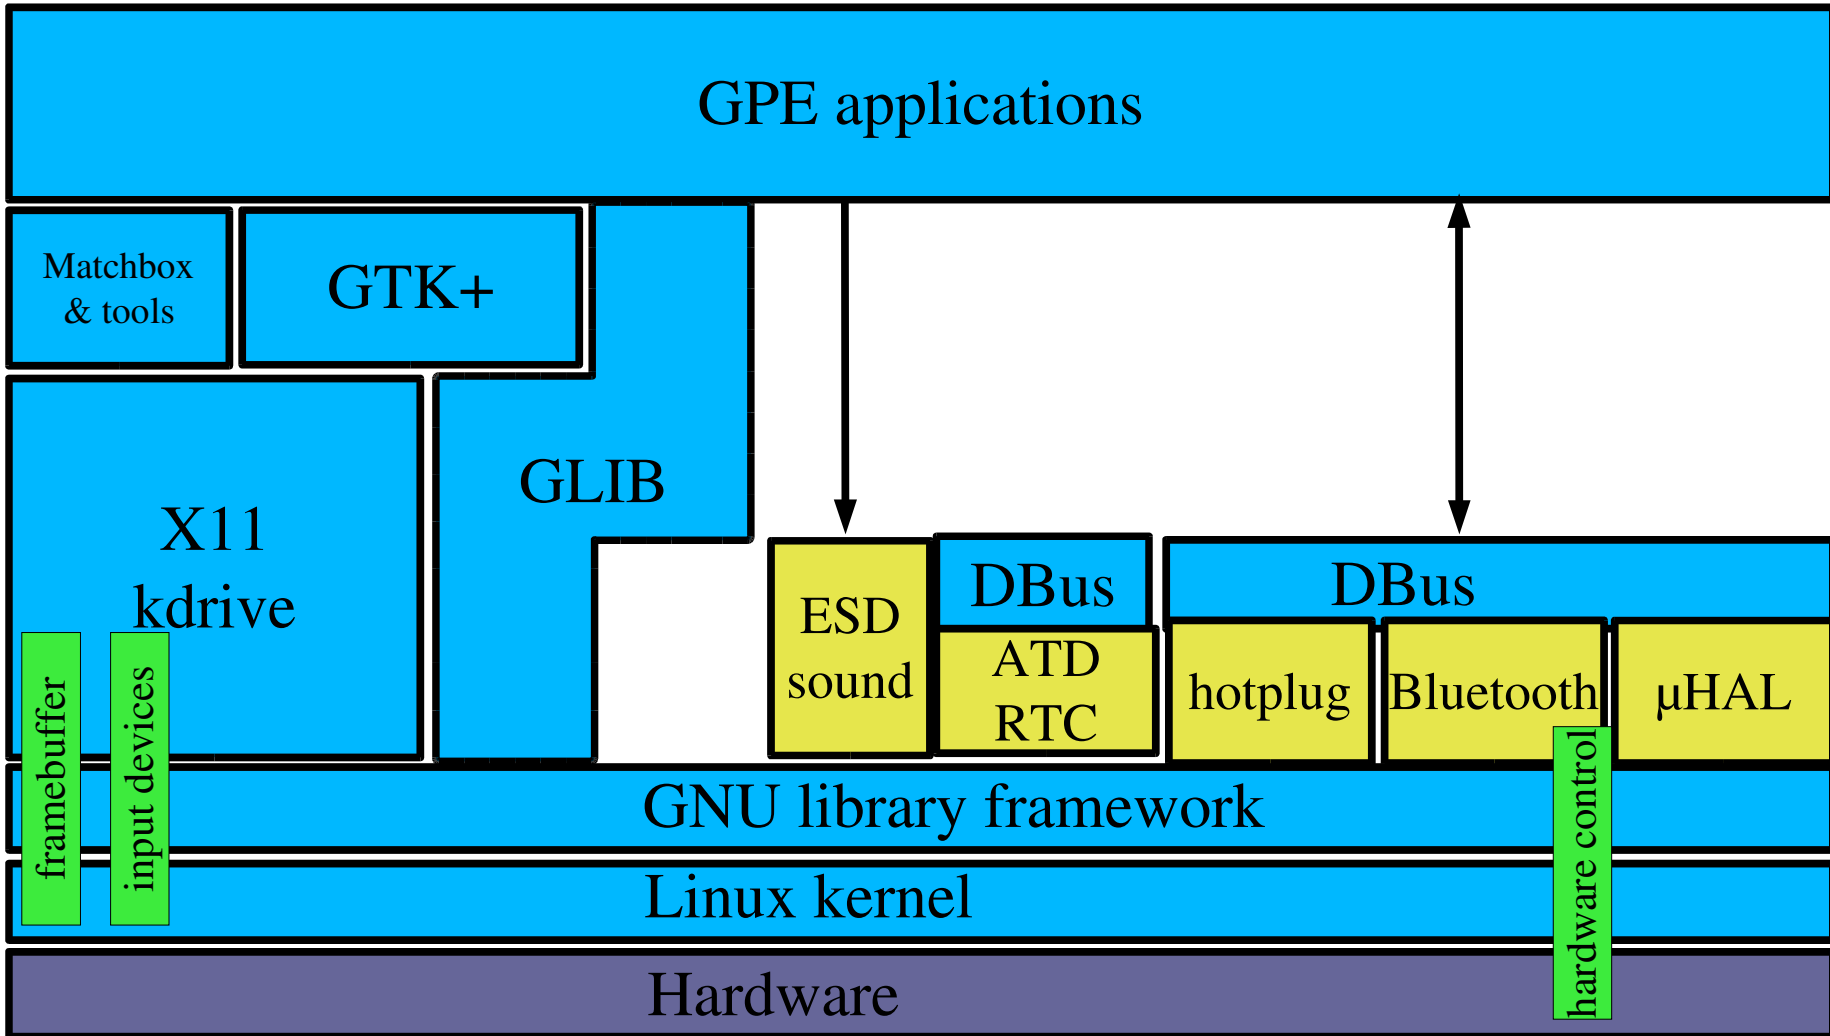 GPE applications
Matchbox
& tools
GTK+
GLIB
X11
kdrive
ESD
sound
DBus
ATD
RTC
DBus
hotplug
Bluetooth
μHAL
framebuffer
input devices
hardware control
GNU library framework
Linux kernel
Hardware